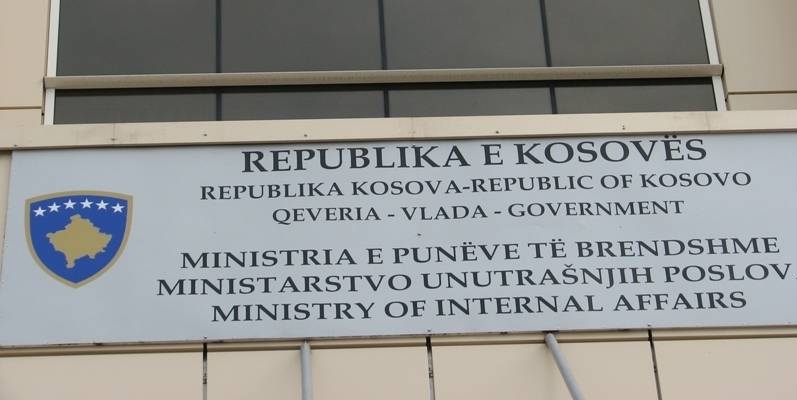 REPUBLIKA E KOSOVËS
REPUBLIKA KOSOVA-REPUBLIC OF KOSOVO
QEVERIA - VLADA - GOVERNMENT
MINISTRIA E PUNËVE TË BRENDSHME
MINISTARSTVO UNUTRAŠNJIH POSLOVA
MINISTRY OF INTERNAL AFFAIRS